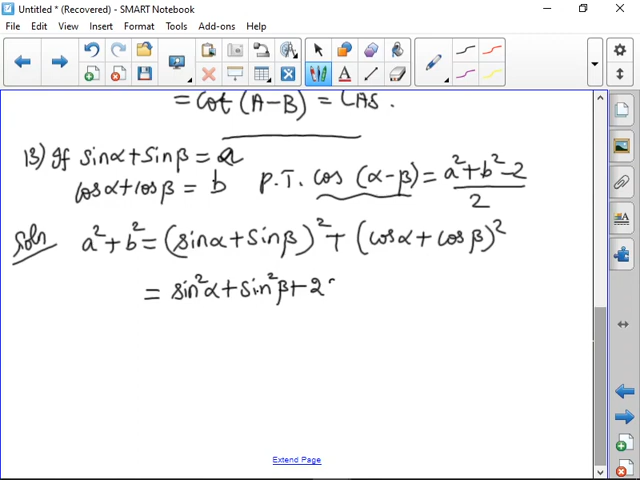 Untitled * (Recovered) - SMART Notebook
File Edit View Insert Format Tools Add-ons Help
= Cot (A-B) = LAS.
13) If sinα + sinβ = a
cosα + cosβ = b P.T. cos (α-β) = a²+b²-2 / 2
Soln a²+b² = (sinα + sinβ)² + (cosα + cosβ)²
= sin²α + sin²β + 2
Extend Page